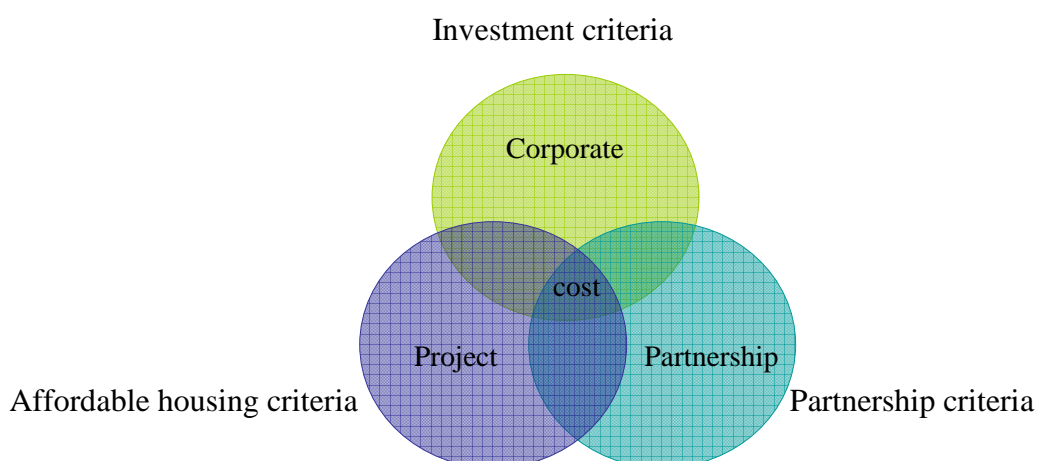 Investment criteria
Corporate
cost
Project
Partnership
Affordable housing criteria
Partnership criteria